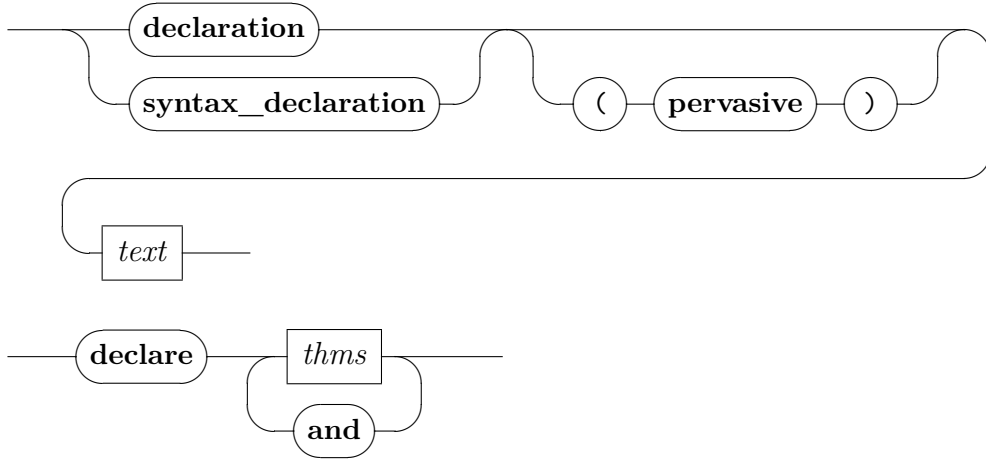 declaration
syntax_declaration ( pervasive )
text
declare thms
and